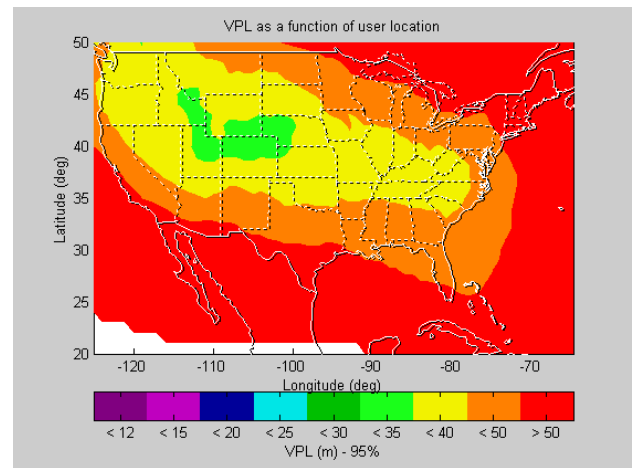 VPL as a function of user location
50
45
40
35
30
25
20
Latitude (deg)
-120 -110 -100 -90 -80 -70
Longitude (deg)
< 12 < 15 < 20 < 25 < 30 < 35 < 40 < 50 > 50
VPL (m) - 95%